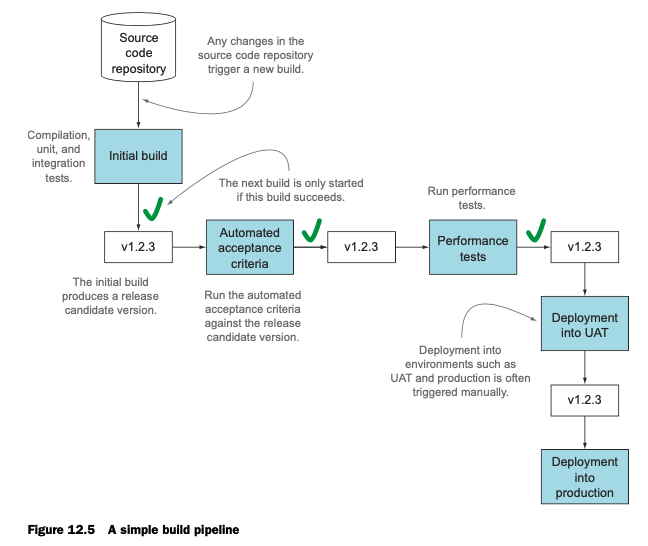 Source
code
repository
Any changes in the
source code repository
trigger a new build.
Compilation,
unit, and
integration
tests.
Initial build
The next build is only started
if this build succeeds.
Run performance
tests.
v1.2.3
Automated
acceptance
criteria
v1.2.3
Performance
tests
v1.2.3
The initial build
produces a release
candidate version.
Run the automated
acceptance criteria
against the release
candidate version.
Deployment
into UAT
Deployment into
environments such as
UAT and production is often
triggered manually.
v1.2.3
Deployment
into
production
Figure 12.5 A simple build pipeline